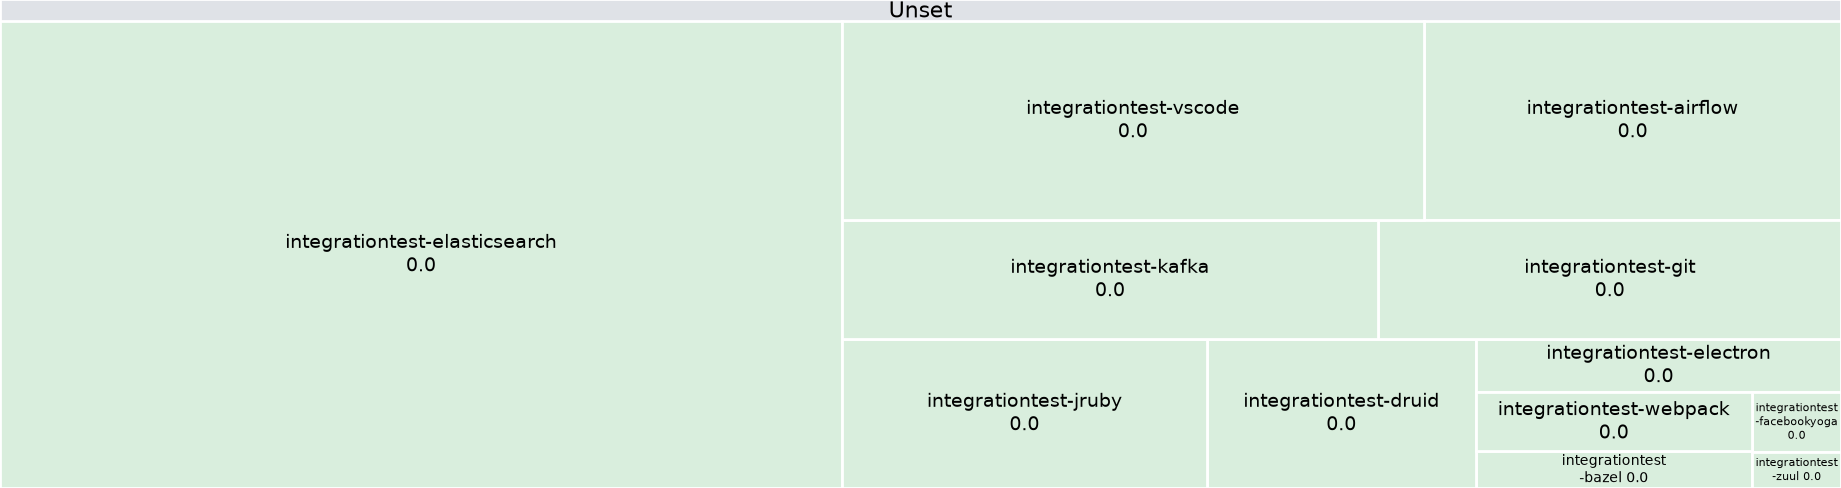 Unset
integrationtest-elasticsearch
0.0
integrationtest-vscode
0.0
integrationtest-airflow
0.0
integrationtest-kafka
0.0
integrationtest-git
0.0
integrationtest-jruby
0.0
integrationtest-druid
0.0
integrationtest-electron
0.0
integrationtest-webpack
0.0
integrationtest
-facebookyoga
0.0
integrationtest
-bazel 0.0
integrationtest
-zuul 0.0